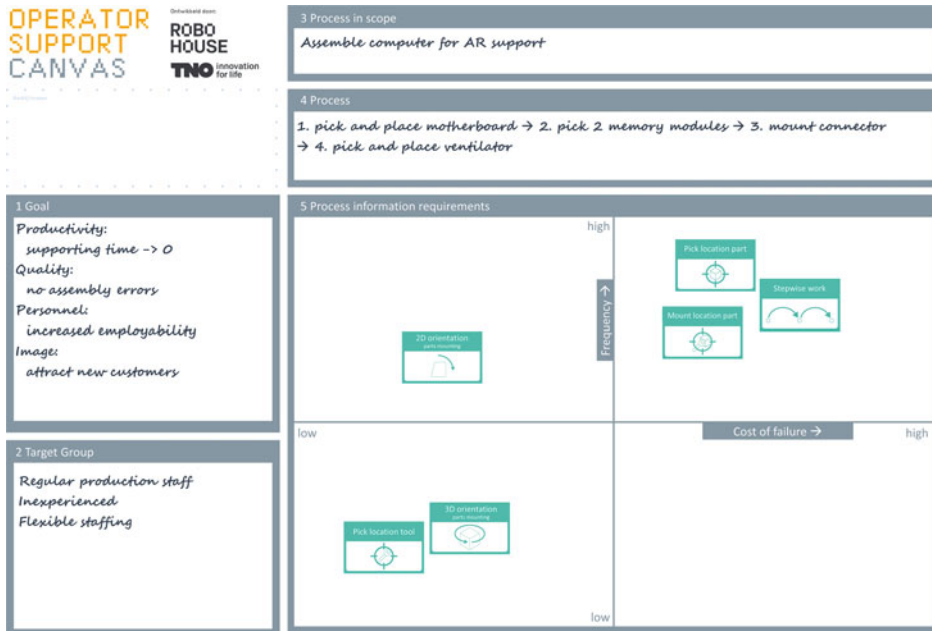 OPERATOR
SUPPORT
CANVAS
Ontwikkeld door:
ROBO
HOUSE
TNO innovation
for life
3 Process in scope
Assemble computer for AR support
4 Process
1. pick and place motherboard → 2. pick 2 memory modules → 3. mount connector
→ 4. pick and place ventilator
1 Goal
Productivity:
supporting time -> 0
Quality:
no assembly errors
Personnel:
increased employability
Image:
attract new customers
2 Target Group
Regular production staff
Inexperienced
Flexible staffing
5 Process information requirements
high
Frequency →
Pick location part
Stepwise work
Mount location part
2D orientation
parts mounting
low
Cost of failure →
high
3D orientation
parts mounting
Pick location tool
low